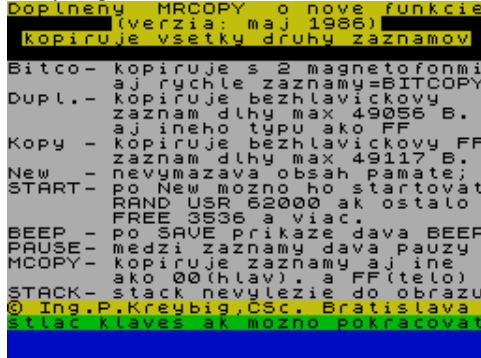 Doplneny MRCOPY o nove funkcie
(verzia: maj 1986)
kopiruje vsetky druhy zaznamov
Bitco- kopiruje s 2 magnetofonmi
aj rychle zaznamy=BITCOPY
Dupl.- kopiruje bezhlavickovy
zaznam dlhy max 49056 B.
aj ineho typu ako FF
Kopy - kopiruje bezhlavickovy FF
zaznam dlhy max 49117 B.
New - nevymazava obsah pamate;
START- po New mozno ho startovat
RAND USR 62000 ak ostalo
FREE 3536 a viac.
BEEP - po SAVE prikaze dava BEEP
PAUSE- medzi zaznamy dava pauzy
MCOPY- kopiruje zaznamy aj ine
ako 00(hlav). a FF(telo)
STACK- stack nevylezie do obrazu
© Ing.P.Kreybig,CSc. Bratislava
stlac klaves ak mozno pokracovat